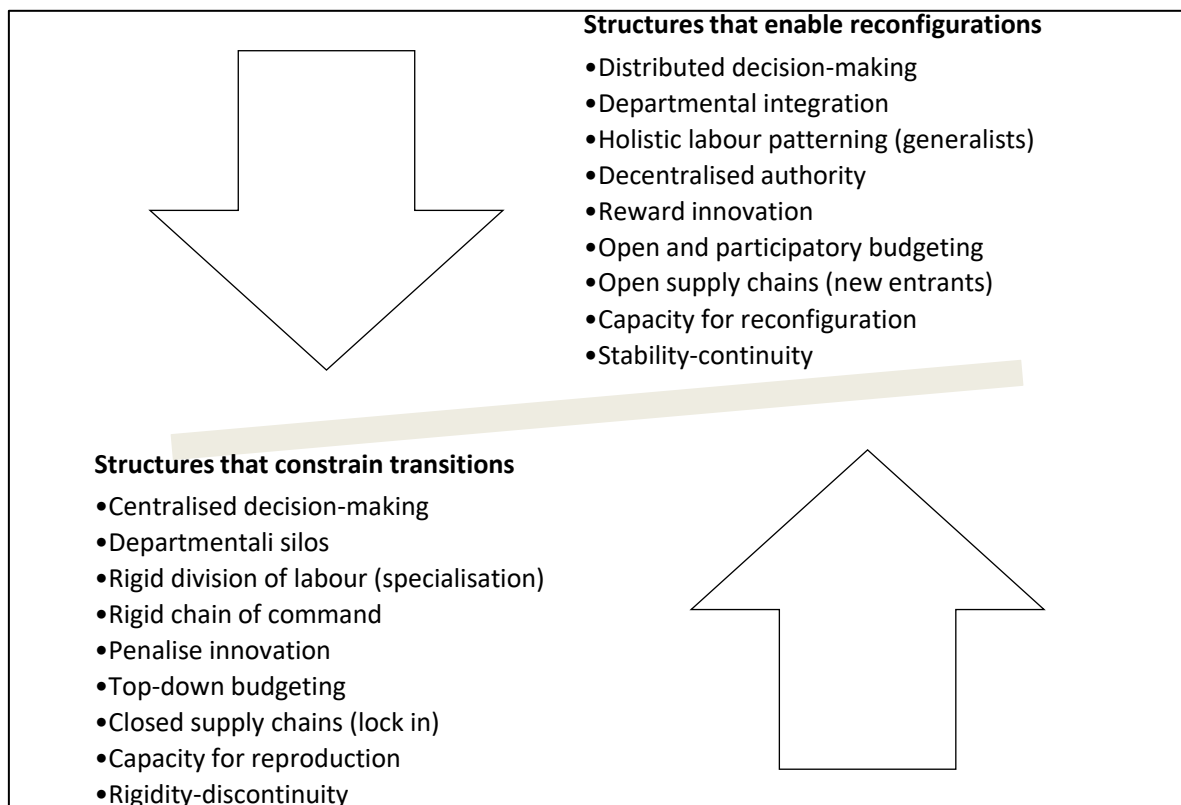 Structures that enable reconfigurations
•Distributed decision-making
•Departmental integration
•Holistic labour patterning (generalists)
•Decentralised authority
•Reward innovation
•Open and participatory budgeting
•Open supply chains (new entrants)
•Capacity for reconfiguration
•Stability-continuity
Structures that constrain transitions
•Centralised decision-making
•Departmentali silos
•Rigid division of labour (specialisation)
•Rigid chain of command
•Penalise innovation
•Top-down budgeting
•Closed supply chains (lock in)
•Capacity for reproduction
•Rigidity-discontinuity